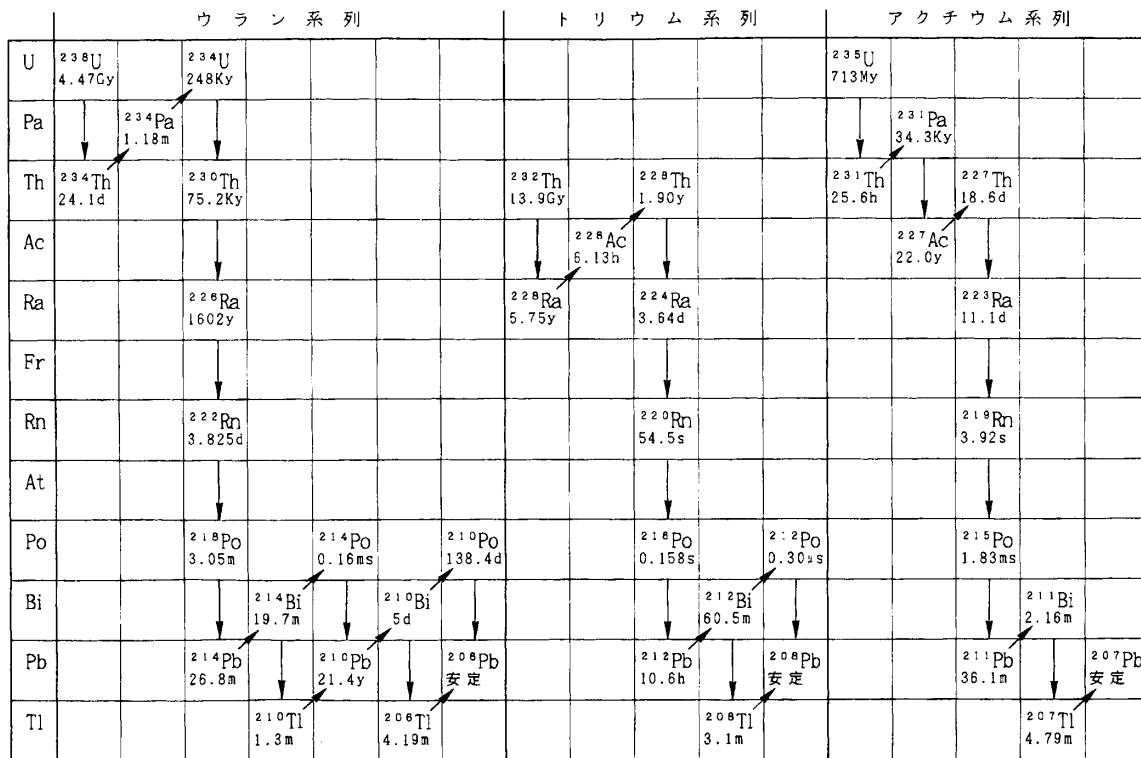 ウラン系列 トリウム系列 アクチウム系列
U ²³⁸U ²³⁴U ²³⁵U
4.47Gy 248Ky 713My
Pa ²³⁴Pa ²³¹Pa
1.18m 34.3Ky
Th ²³⁴Th ²³⁰Th ²³²Th ²²⁸Th ²³¹Th ²²⁷Th
24.1d 75.2Ky 13.9Gy 1.90y 25.6h 18.6d
Ac ²²⁸Ac ²²⁷Ac
6.13h 22.0y
Ra ²²⁶Ra ²²⁸Ra ²²⁴Ra ²²³Ra
1602y 5.75y 3.64d 11.1d
Fr
Rn ²²²Rn ²²⁰Rn ²¹⁹Rn
3.825d 54.5s 3.92s
At
Po ²¹⁸Po ²¹⁴Po ²¹⁰Po ²¹⁶Po ²¹²Po ²¹⁵Po
3.05m 0.16ms 138.4d 0.158s 1.83ms
Bi ²¹⁴Bi ²¹⁰Bi ²¹²Bi ²¹¹Bi
19.7m 5d 60.5m 2.16m
Pb ²¹⁴Pb ²¹⁰Pb ²⁰⁶Pb ²¹²Pb ²⁰⁸Pb ²¹¹Pb ²⁰⁷Pb
26.8m 21.4y 安定 10.6h 安定 36.1m 安定
Tl ²¹⁰Tl ²⁰⁶Tl ²⁰⁸Tl ²⁰⁷Tl
1.3m 4.19m 3.1m 4.79m